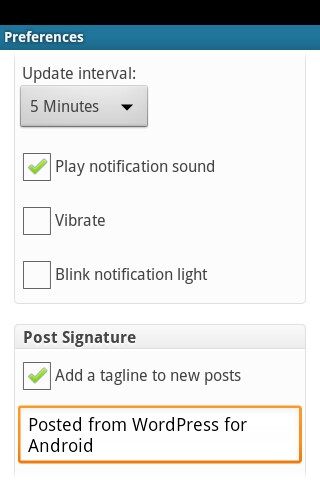 Preferences
Update interval:
5 Minutes
Play notification sound
Vibrate
Blink notification light
Post Signature
Add a tagline to new posts
Posted from WordPress for
Android